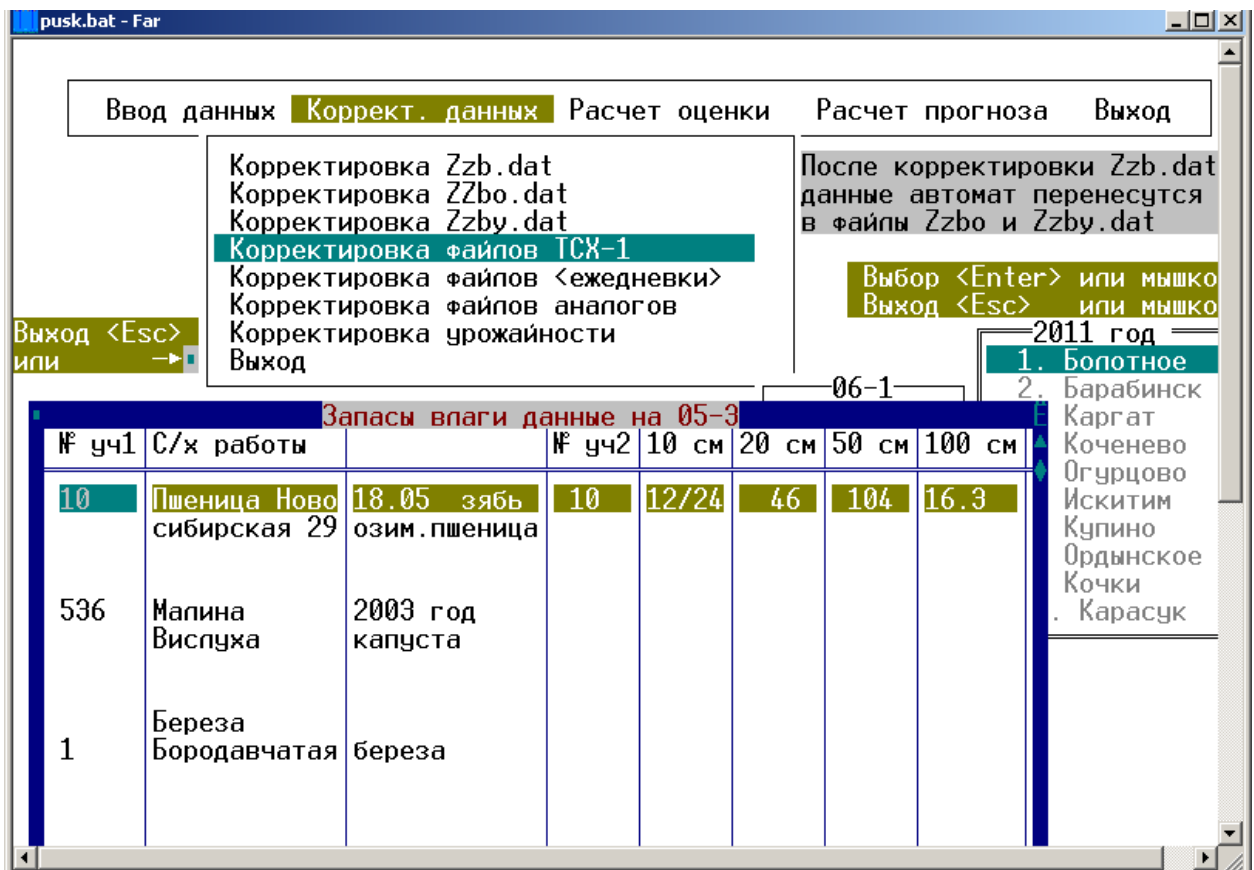 pusk.bat - Far
Ввод данных Коррект. данных Расчет оценки Расчет прогноза Выход
Корректировка Zzb.dat
Корректировка ZZbo.dat
Корректировка Zzby.dat
Корректировка файлов ТСХ-1
Корректировка файлов <ежедневки>
Корректировка файлов аналогов
Корректировка урожайности
Выход
После корректировки Zzb.dat
данные автомат перенесутся
в файлы Zzbo и Zzby.dat
Выбор <Enter> или мышко
Выход <Esc> или мышко
Выход <Esc>
или
2011 год
1. Болотное
2. Барабинск
Каргат
Коченево
Огурцово
Искитим
Купино
Ордынское
Кочки
. Карасук
06-1
Запасы влаги данные на 05-3
№ уч1 С/х работы № уч2 10 см 20 см 50 см 100 см
10 Пшеница Ново 18.05 зябь 10 12/24 46 104 16.3
сибирская 29 озим.пшеница
536 Малина 2003 год
Вислуха капуста
Береза
1 Бородавчатая береза